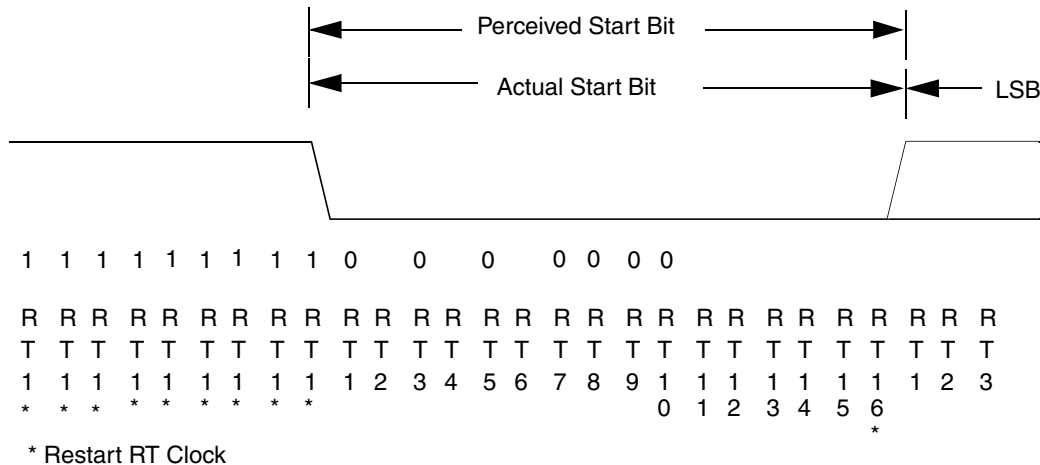 Perceived Start Bit
Actual Start Bit LSB
1 1 1 1 1 1 1 1 1 0 0 0 0 0 0 0
R R R R R R R R R R R R R R R R R R R R R R R R R R R R
T T T T T T T T T T T T T T T T T T T T T T T T T T T T
1 1 1 1 1 1 1 1 1 1 2 3 4 5 6 7 8 9 1 1 1 1 1 1 1 1 2 3
* * * * * * * * * 0 1 2 3 4 5 6
*
* Restart RT Clock